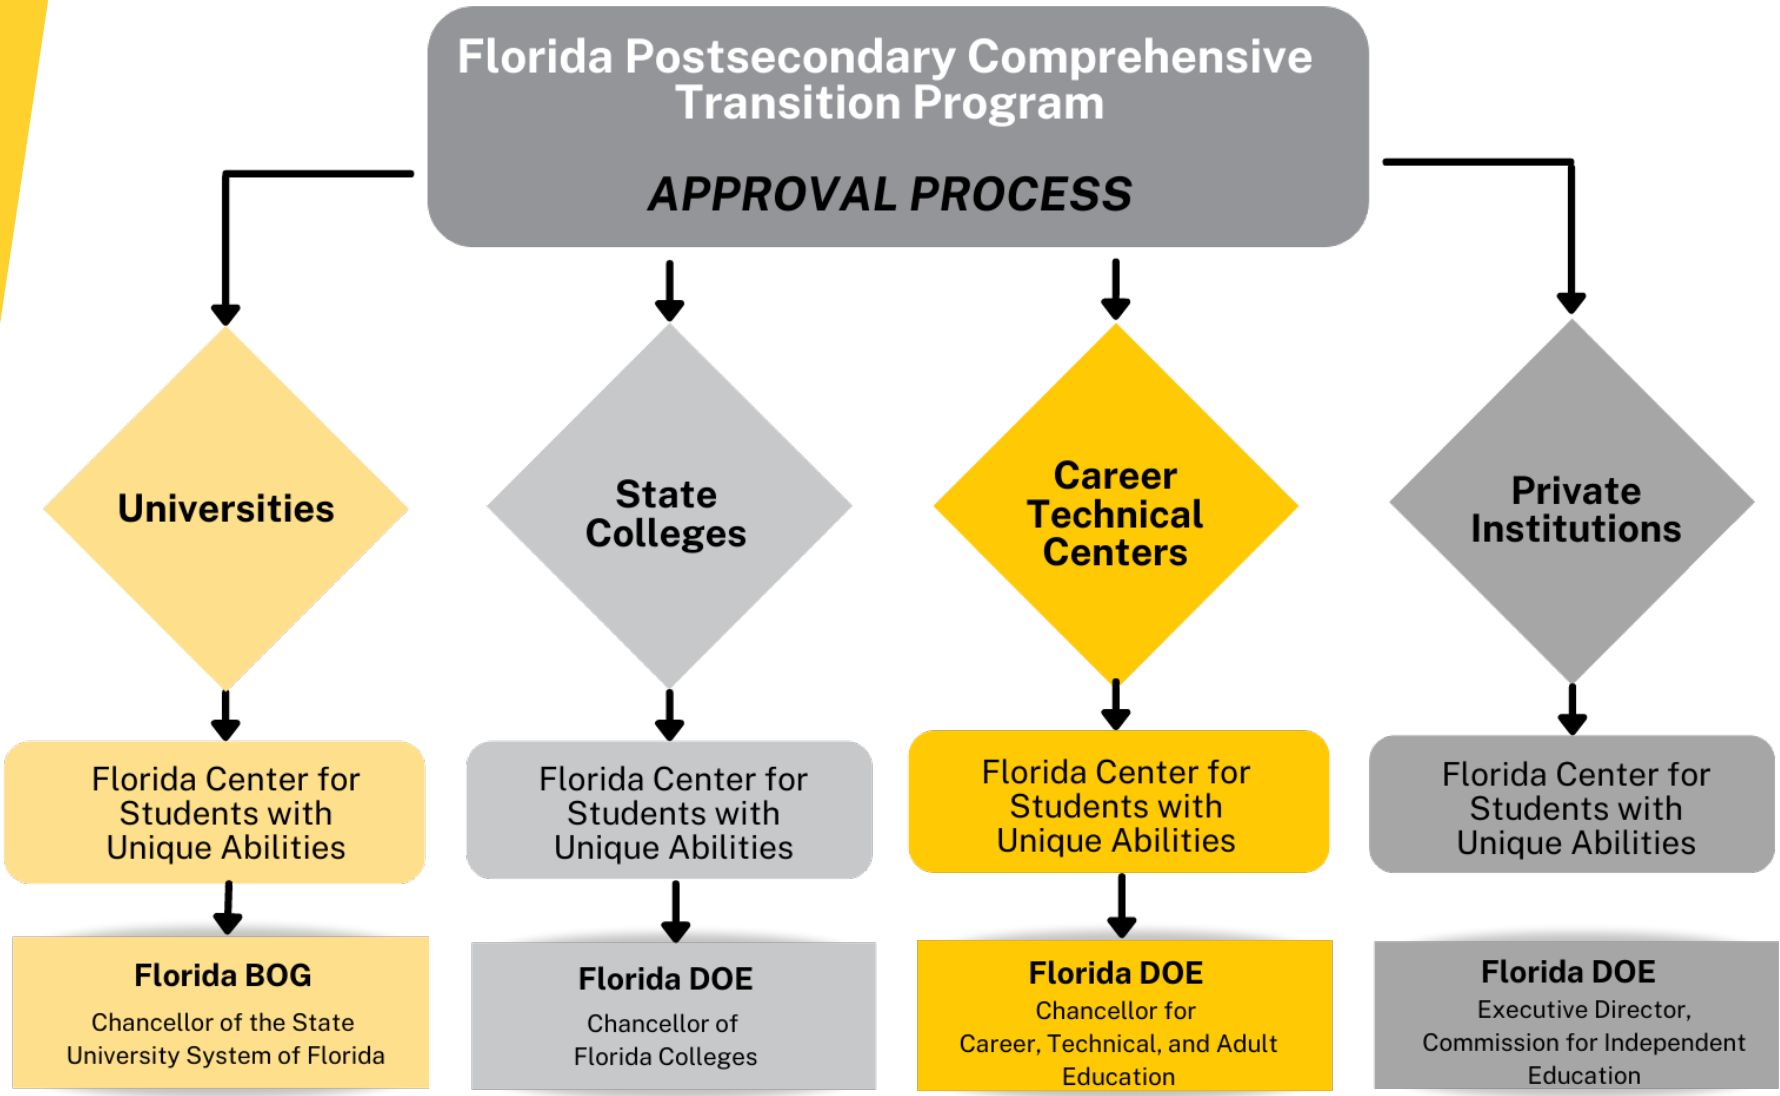 Florida Postsecondary Comprehensive
Transition Program
APPROVAL PROCESS
Universities
State
Colleges
Career
Technical
Centers
Private
Institutions
Florida Center for
Students with
Unique Abilities
Florida Center for
Students with
Unique Abilities
Florida Center for
Students with
Unique Abilities
Florida Center for
Students with
Unique Abilities
Florida BOG
Chancellor of the State
University System of Florida
Florida DOE
Chancellor of
Florida Colleges
Florida DOE
Chancellor for
Career, Technical, and Adult
Education
Florida DOE
Executive Director,
Commission for Independent
Education